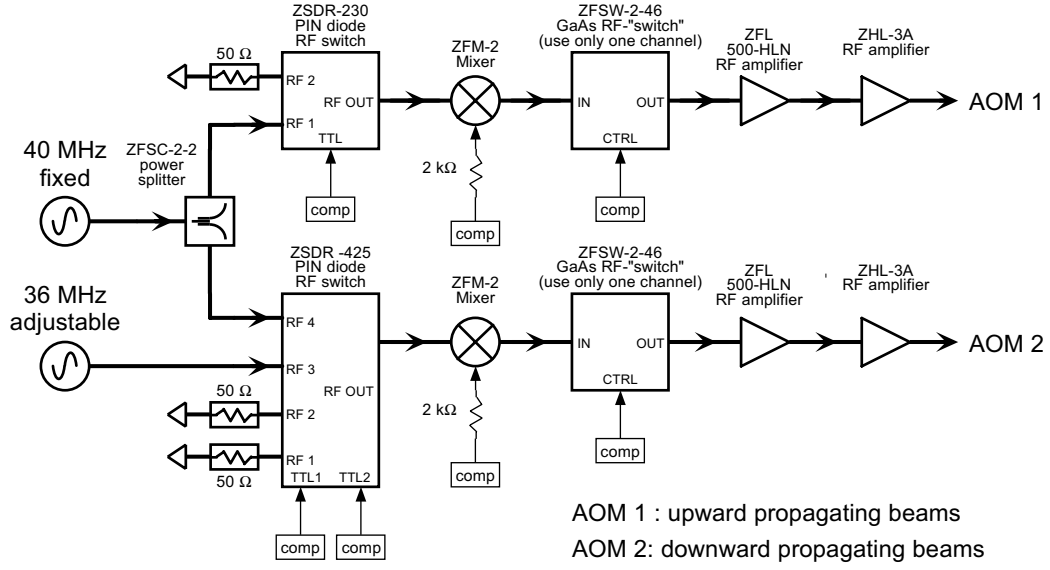 ZSDR-230
PIN diode
RF switch
50 Ω
RF 2
RF OUT
RF 1
TTL
comp
ZFM-2
Mixer
2 kΩ
comp
ZFSW-2-46
GaAs RF-"switch"
(use only one channel)
IN
OUT
CTRL
comp
ZFL
500-HLN
RF amplifier
ZHL-3A
RF amplifier
AOM 1
40 MHz
fixed
ZFSC-2-2
power
splitter
36 MHz
adjustable
ZSDR -425
PIN diode
RF switch
RF 4
RF 3
RF OUT
50 Ω
RF 2
RF 1
50 Ω
TTL1
TTL2
comp
comp
ZFM-2
Mixer
2 kΩ
comp
ZFSW-2-46
GaAs RF-"switch"
(use only one channel)
IN
OUT
CTRL
comp
ZFL
500-HLN
RF amplifier
ZHL-3A
RF amplifier
AOM 2
AOM 1 : upward propagating beams
AOM 2: downward propagating beams